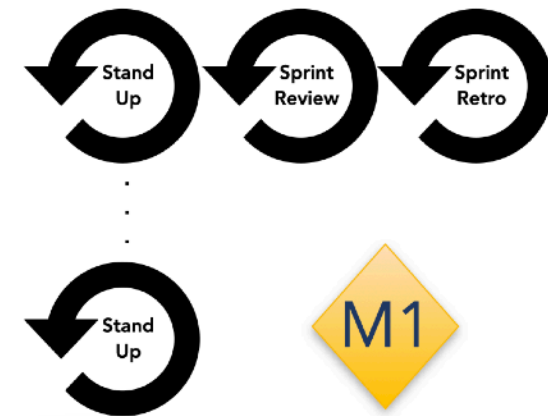 Stand
Up
Sprint
Review
Sprint
Retro
Stand
Up
M1